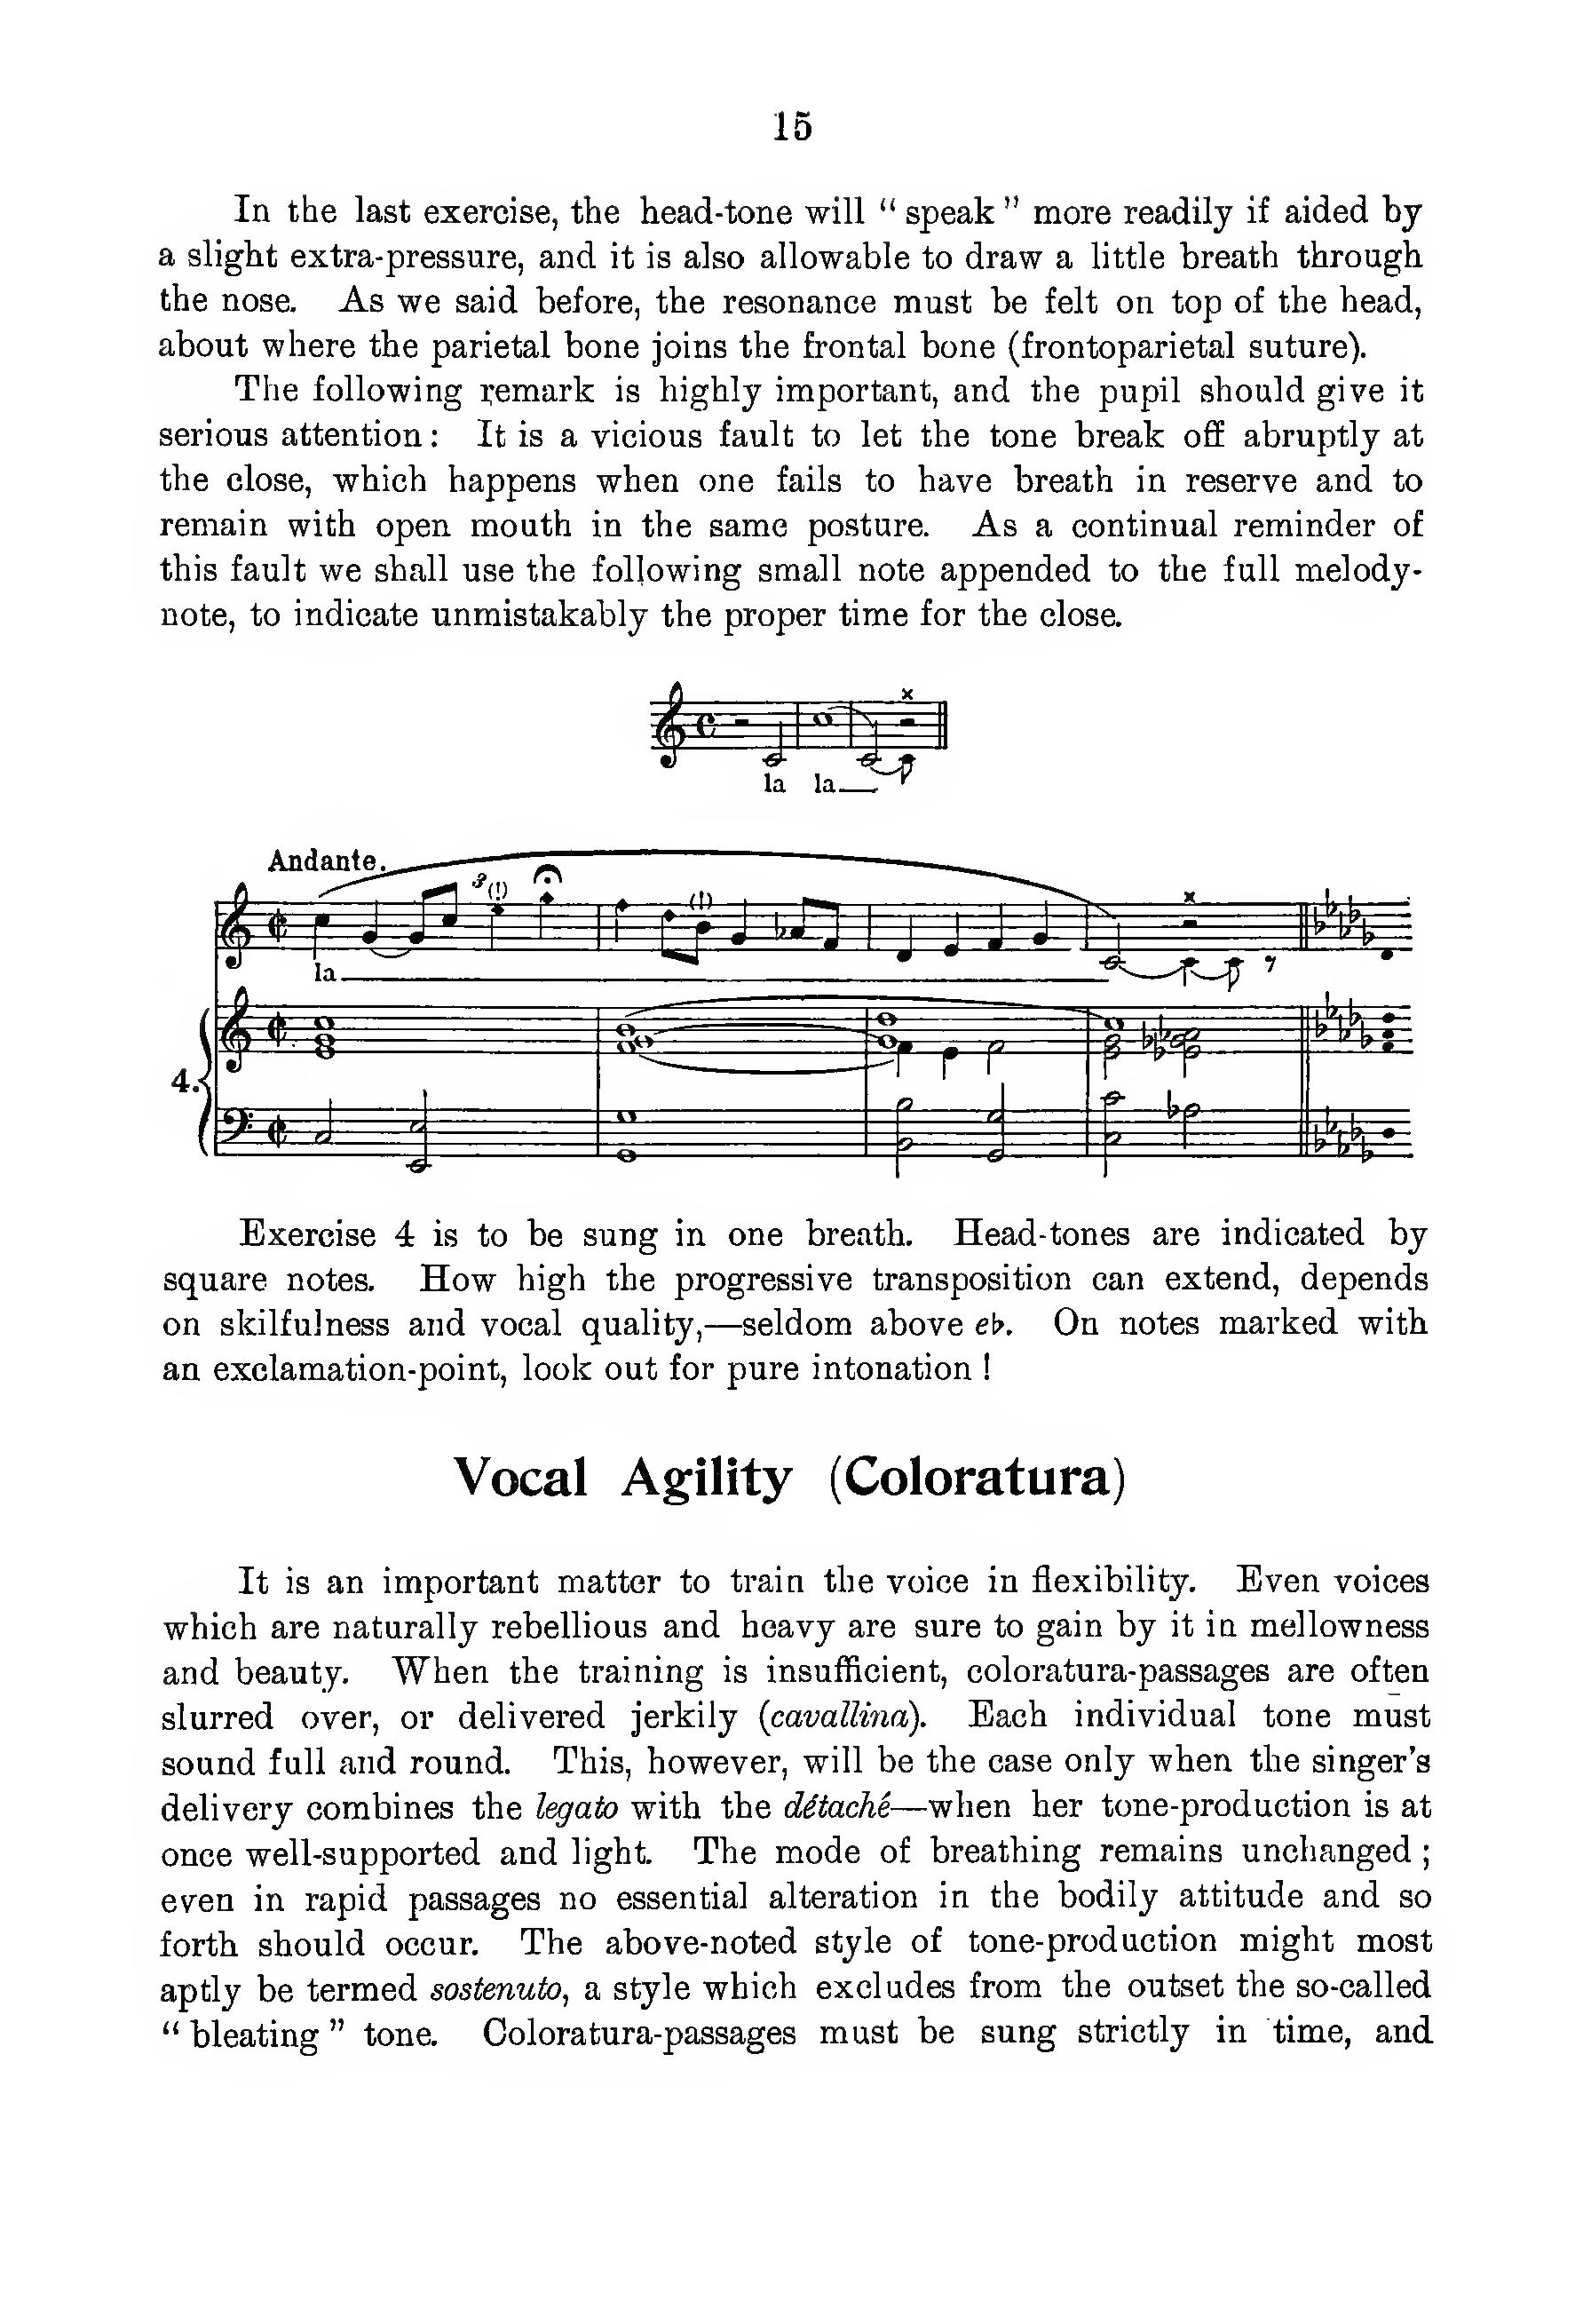 15
In the last exercise, the head-tone will “ speak ” more readily if aided by
a slight extra-pressure, and it is also allowable to draw a little breath through
the nose. As we said before, the resonance must be felt on top of the head,
about where the parietal bone joins the frontal bone (frontoparietal suture).
The following remark is highly important, and the pupil should give it
serious attention: It is a vicious fault to let the tone break off abruptly at
the close, which happens when one fails to have breath in reserve and to
remain with open mouth in the same posture. As a continual reminder of
this fault we shall use the following small note appended to the full melody-
note, to indicate unmistakably the proper time for the close.
la la
Andante.
3 (!) (!)
la
4.
Exercise 4 is to be sung in one breath. Head-tones are indicated by
square notes. How high the progressive transposition can extend, depends
on skilfulness and vocal quality,—seldom above e♭. On notes marked with
an exclamation-point, look out for pure intonation !
Vocal Agility (Coloratura)
It is an important matter to train the voice in flexibility. Even voices
which are naturally rebellious and heavy are sure to gain by it in mellowness
and beauty. When the training is insufficient, coloratura-passages are often
slurred over, or delivered jerkily (cavallina). Each individual tone must
sound full and round. This, however, will be the case only when the singer’s
delivery combines the legato with the détaché—when her tone-production is at
once well-supported and light. The mode of breathing remains unchanged ;
even in rapid passages no essential alteration in the bodily attitude and so
forth should occur. The above-noted style of tone-production might most
aptly be termed sostenuto, a style which excludes from the outset the so-called
“ bleating ” tone. Coloratura-passages must be sung strictly in time, and